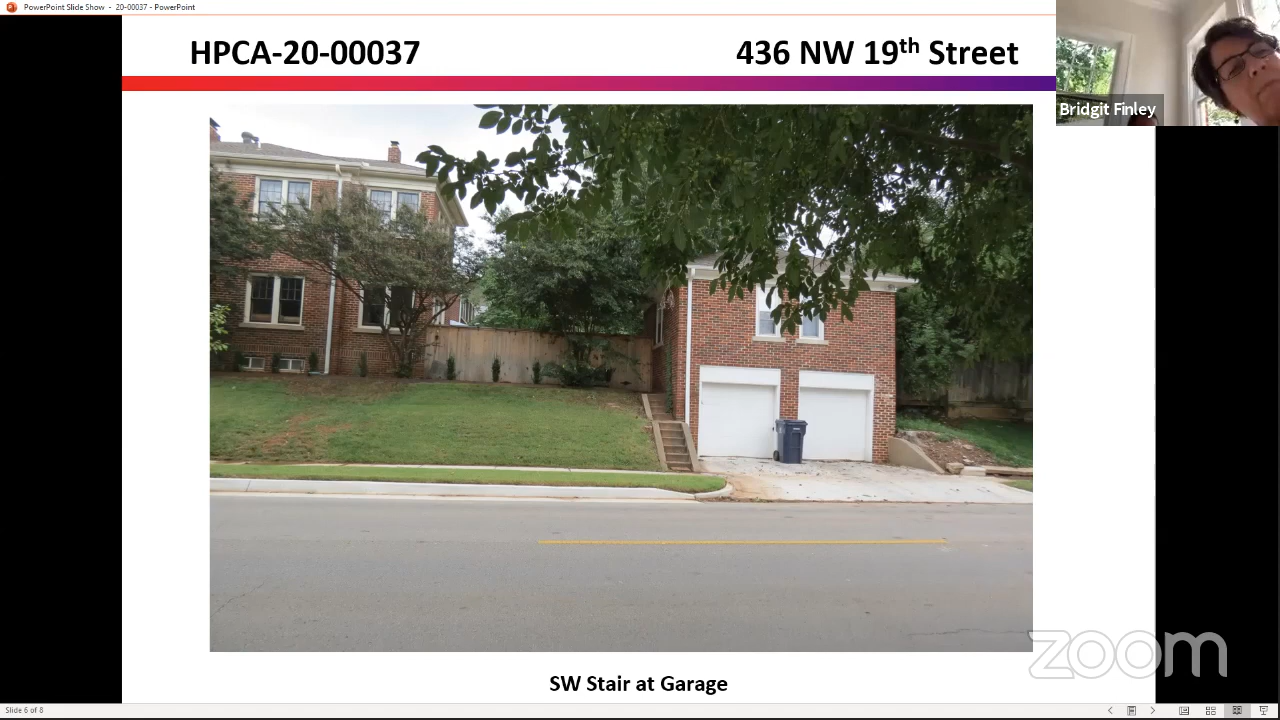 PowerPoint Slide Show - 20-00037 - PowerPoint
HPCA-20-00037
436 NW 19th Street
Bridgit Finley
zoom
SW Stair at Garage
Slide 6 of 8